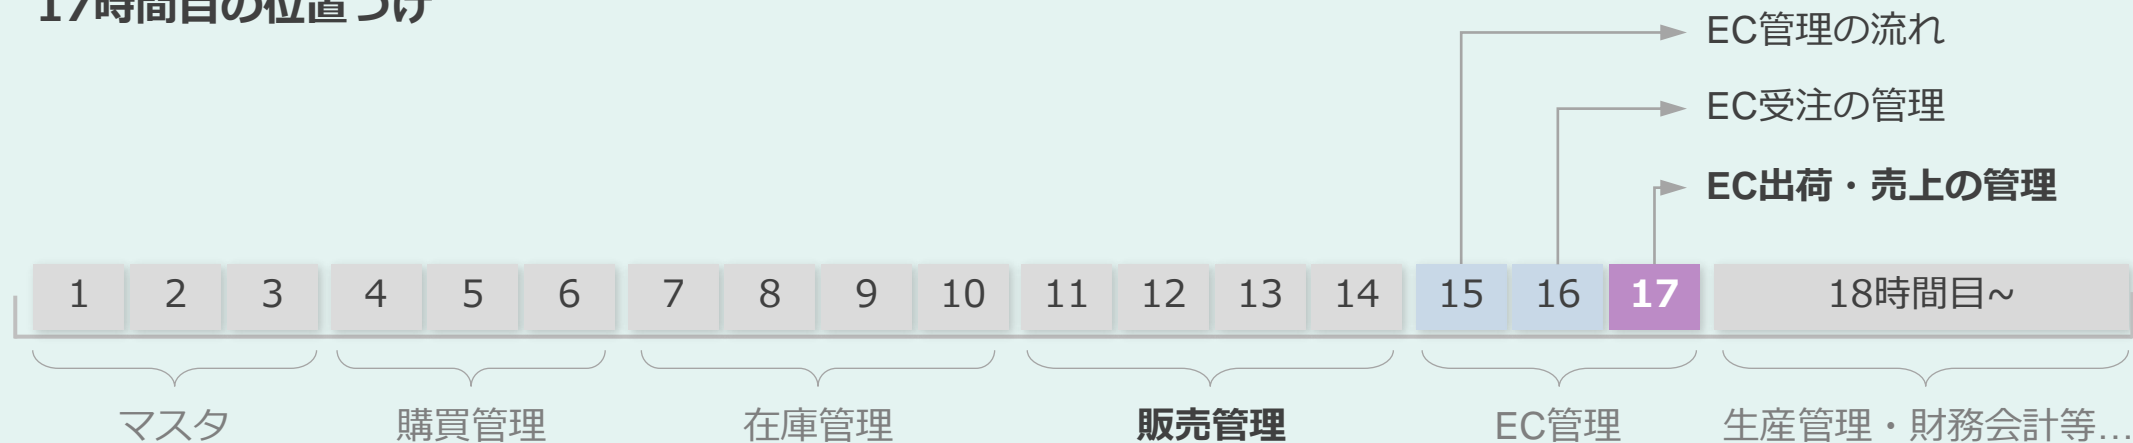 17時間目の位置づけ
EC管理の流れ
EC受注の管理
EC出荷・売上の管理
1 2 3 4 5 6 7 8 9 10 11 12 13 14 15 16 17 18時間目~
マスタ 購買管理 在庫管理 販売管理 EC管理 生産管理・財務会計等…